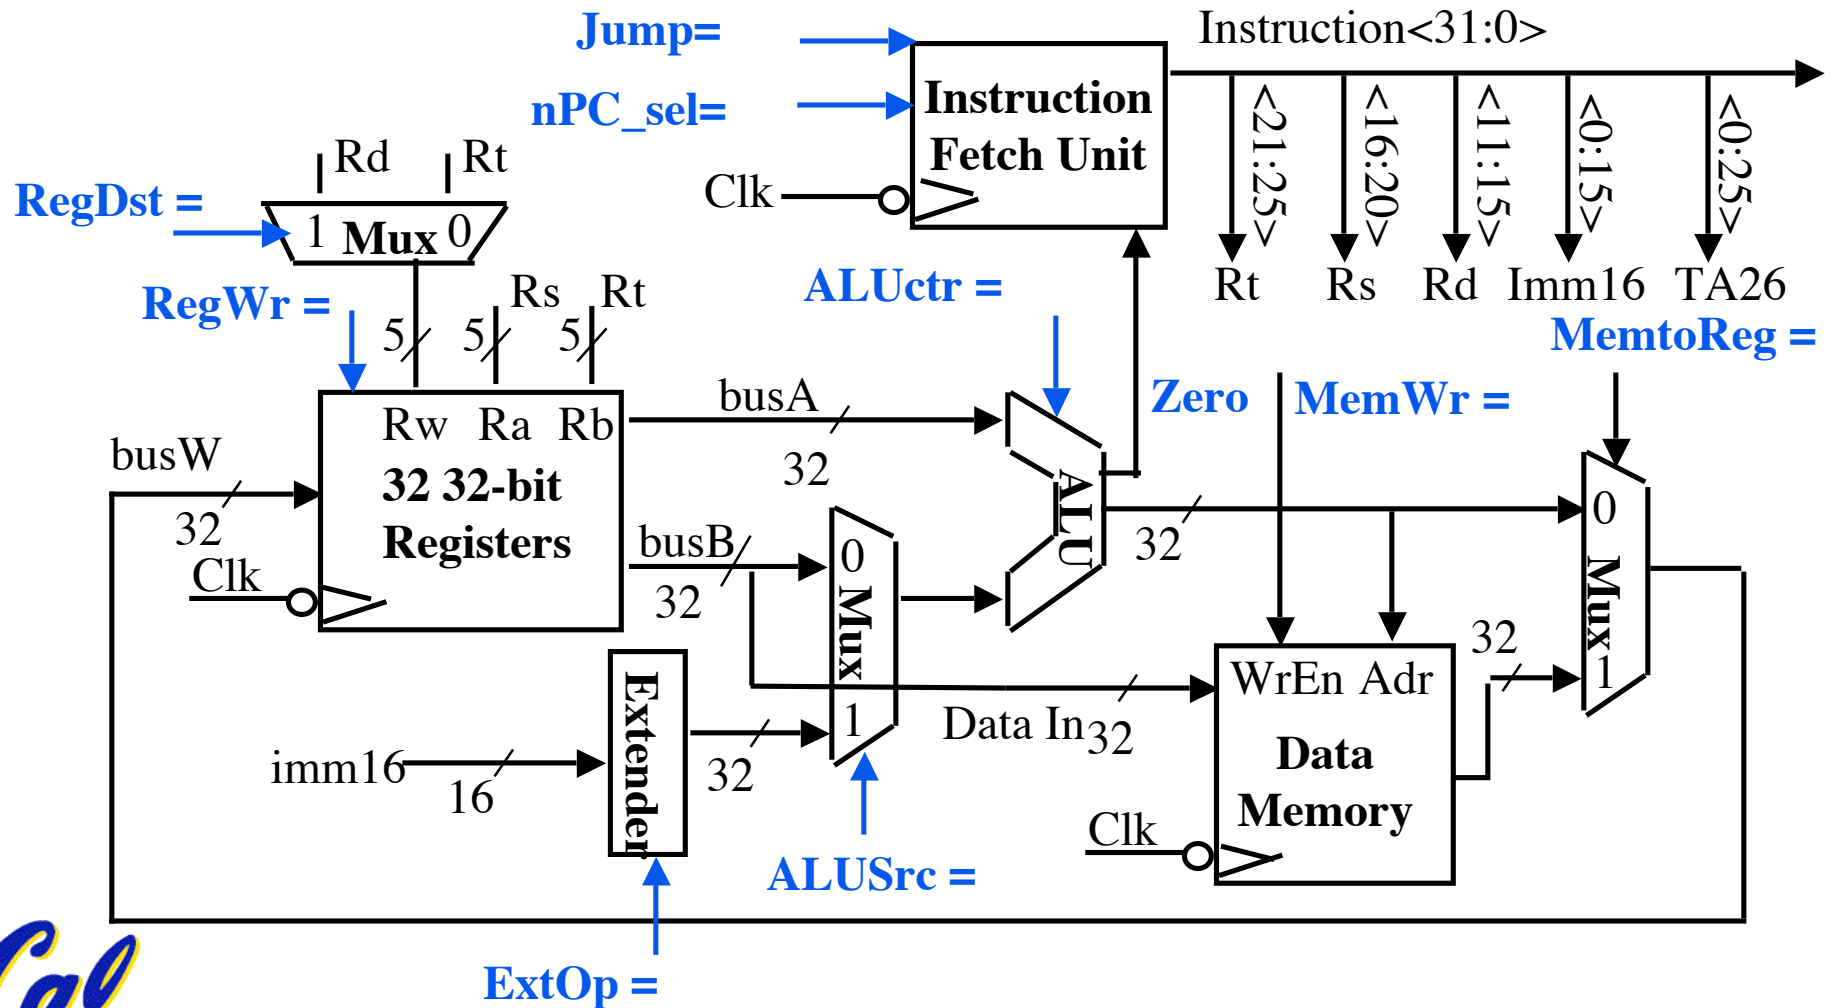 Jump=
Instruction<31:0>
nPC_sel=
Instruction
Fetch Unit
Clk
<21:25>
<16:20>
<11:15>
<0:15>
<0:25>
Rt
Rs
Rd
Imm16
TA26
Rd
Rt
RegDst =
1 Mux 0
RegWr =
5
5
Rs
5
Rt
ALUctr =
MemtoReg =
Zero
MemWr =
busA
32
busW
32
Rw Ra Rb
32 32-bit
Registers
Clk
busB
32
0
Mux
1
ALU
32
0
Mux
1
32
Extender
imm16
16
32
Data In
32
WrEn Adr
Data
Memory
Clk
ALUSrc =
ExtOp =
Cal